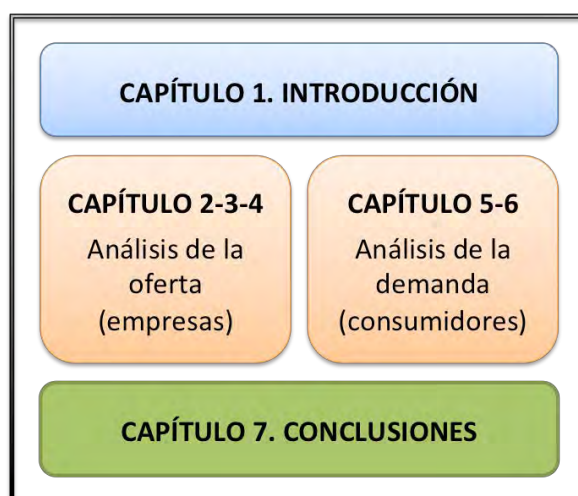 CAPÍTULO 1. INTRODUCCIÓN
CAPÍTULO 2-3-4
Análisis de la
oferta
(empresas)
CAPÍTULO 5-6
Análisis de la
demanda
(consumidores)
CAPÍTULO 7. CONCLUSIONES